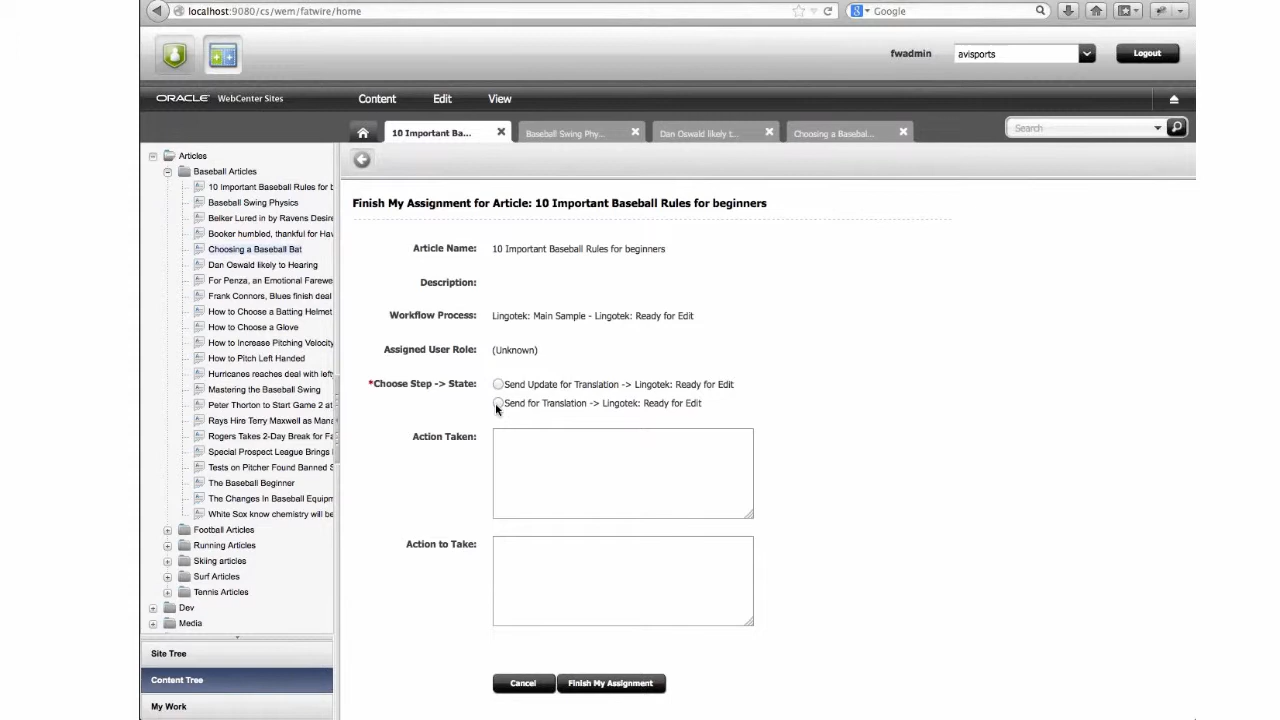 localhost:9080/cs/wem/fatwire/home
Google
fwadmin
avisports
Logout
ORACLE WebCenter Sites
Content
Edit
View
10 Important Ba...
Baseball Swing Phy...
Dan Oswald likely t...
Choosing a Basebal...
Search
Articles
Baseball Articles
10 Important Baseball Rules for b
Baseball Swing Physics
Belker Lured in by Ravens Desire
Booker humbled, thankful for Hav
Choosing a Baseball Bat
Dan Oswald likely to Hearing
For Penza, an Emotional Farewe
Frank Connors, Blues finish deal
How to Choose a Batting Helmet
How to Choose a Glove
How to Increase Pitching Velocity
How to Pitch Left Handed
Hurricanes reaches deal with left
Mastering the Baseball Swing
Peter Thorton to Start Game 2 at
Rays Hire Terry Maxwell as Mana
Rogers Takes 2-Day Break for Fa
Special Prospect League Brings
Tests on Pitcher Found Banned S
The Baseball Beginner
The Changes In Baseball Equipm
White Sox know chemistry will be
Football Articles
Running Articles
Skiing articles
Surf Articles
Tennis Articles
Dev
Media
Site Tree
Content Tree
My Work
Finish My Assignment for Article: 10 Important Baseball Rules for beginners
Article Name: 10 Important Baseball Rules for beginners
Description:
Workflow Process: Lingotek: Main Sample - Lingotek: Ready for Edit
Assigned User Role: (Unknown)
*Choose Step -> State: Send Update for Translation -> Lingotek: Ready for Edit
Send for Translation -> Lingotek: Ready for Edit
Action Taken:
Action to Take:
Cancel
Finish My Assignment